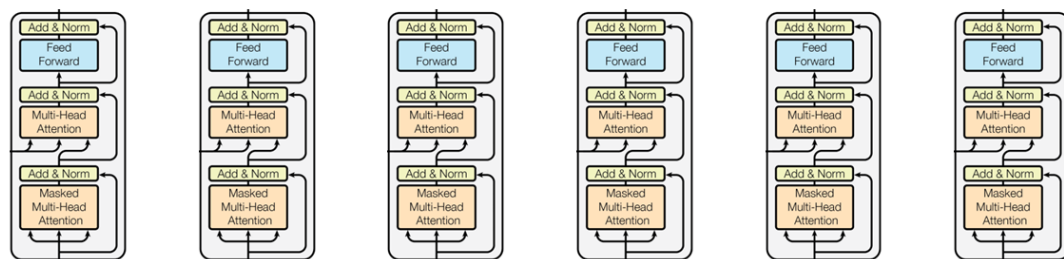 Add & Norm
Feed
Forward
Add & Norm
Multi-Head
Attention
Add & Norm
Masked
Multi-Head
Attention
Add & Norm
Feed
Forward
Add & Norm
Multi-Head
Attention
Add & Norm
Masked
Multi-Head
Attention
Add & Norm
Feed
Forward
Add & Norm
Multi-Head
Attention
Add & Norm
Masked
Multi-Head
Attention
Add & Norm
Feed
Forward
Add & Norm
Multi-Head
Attention
Add & Norm
Masked
Multi-Head
Attention
Add & Norm
Feed
Forward
Add & Norm
Multi-Head
Attention
Add & Norm
Masked
Multi-Head
Attention
Add & Norm
Feed
Forward
Add & Norm
Multi-Head
Attention
Add & Norm
Masked
Multi-Head
Attention